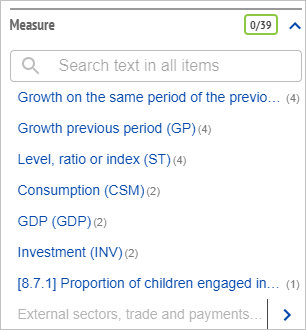 Measure 0/39
Search text in all items
Growth on the same period of the previo... (4)
Growth previous period (GP) (4)
Level, ratio or index (ST) (4)
Consumption (CSM) (2)
GDP (GDP) (2)
Investment (INV) (2)
[8.7.1] Proportion of children engaged in... (1)
External sectors, trade and payments...